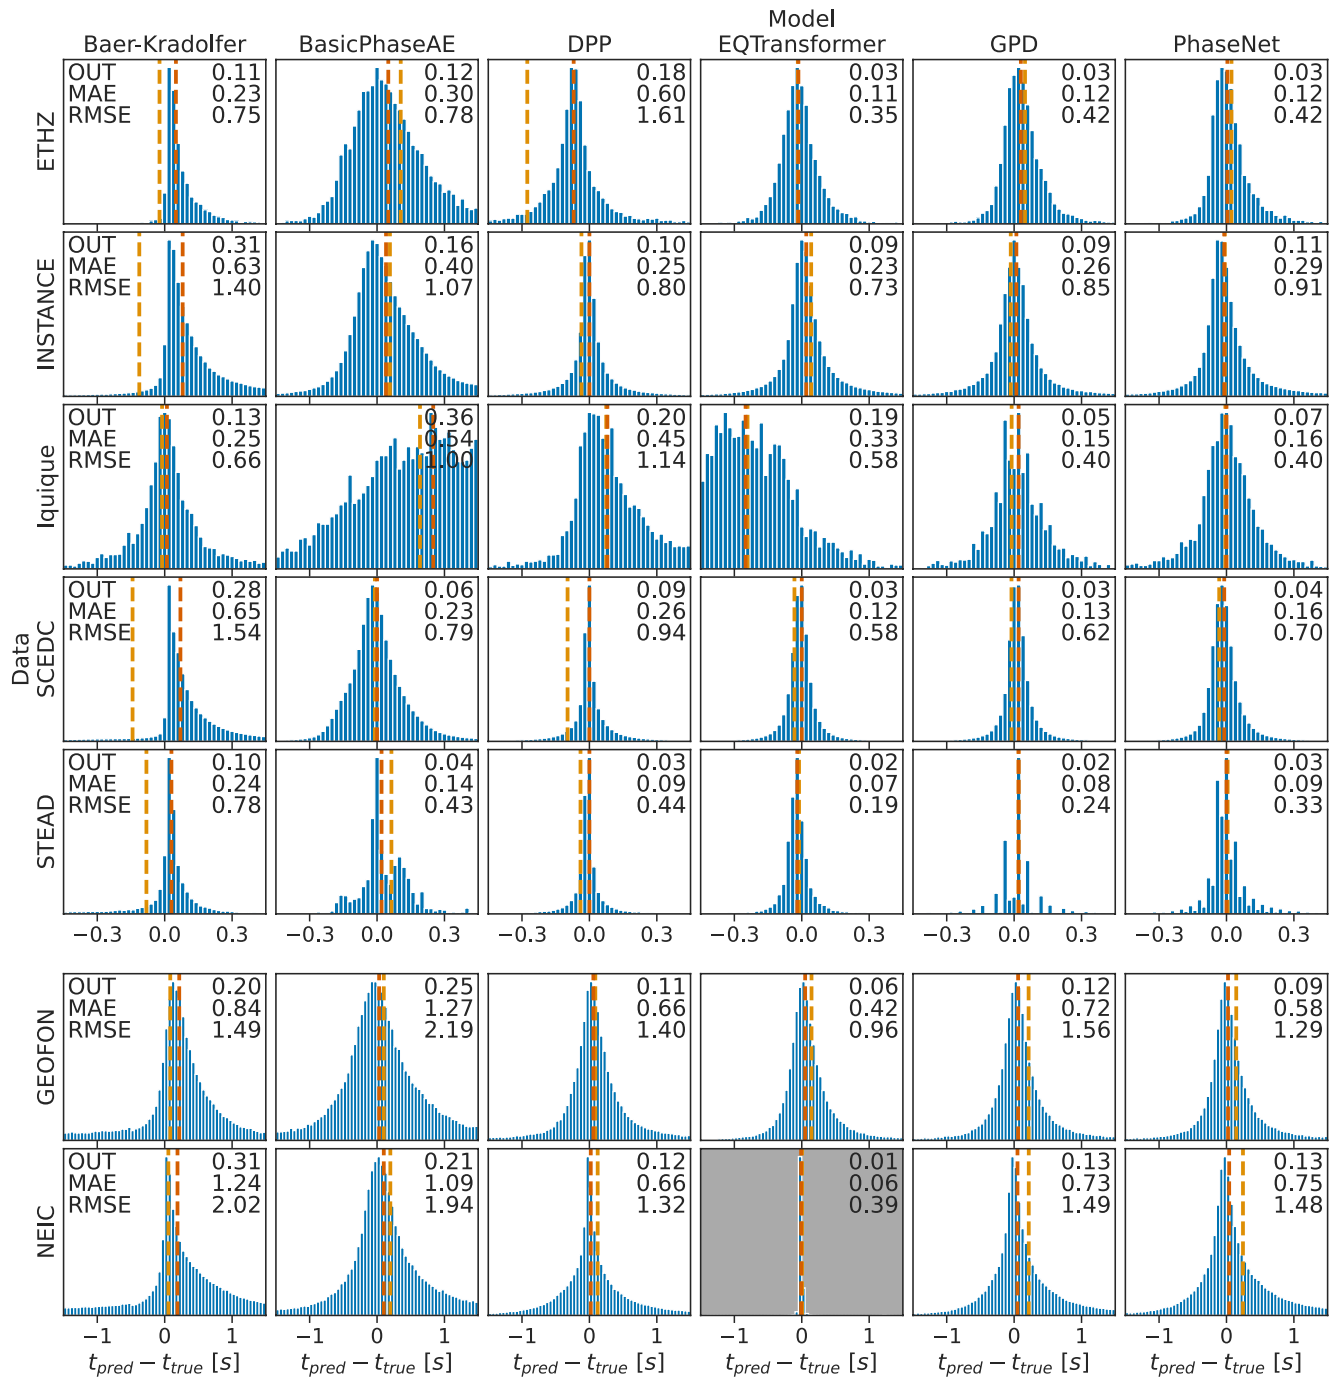 Model
Baer-Kradolfer BasicPhaseAE DPP EQTransformer GPD PhaseNet
Data
ETHZ
OUT 0.11 0.12 0.18 0.03 0.03 0.03
MAE 0.23 0.30 0.60 0.11 0.12 0.12
RMSE 0.75 0.78 1.61 0.35 0.42 0.42
INSTANCE
OUT 0.31 0.16 0.10 0.09 0.09 0.11
MAE 0.63 0.40 0.25 0.23 0.26 0.29
RMSE 1.40 1.07 0.80 0.73 0.85 0.91
Iquique
OUT 0.13 0.36 0.20 0.19 0.05 0.07
MAE 0.25 0.54 0.45 0.33 0.15 0.16
RMSE 0.66 1.00 1.14 0.58 0.40 0.40
SCEDC
OUT 0.28 0.06 0.09 0.03 0.03 0.04
MAE 0.65 0.23 0.26 0.12 0.13 0.16
RMSE 1.54 0.79 0.94 0.58 0.62 0.70
STEAD
OUT 0.10 0.04 0.03 0.02 0.02 0.03
MAE 0.24 0.14 0.09 0.07 0.08 0.09
RMSE 0.78 0.43 0.44 0.19 0.24 0.33
−0.3 0.0 0.3 −0.3 0.0 0.3 −0.3 0.0 0.3 −0.3 0.0 0.3 −0.3 0.0 0.3 −0.3 0.0 0.3
GEOFON
OUT 0.20 0.25 0.11 0.06 0.12 0.09
MAE 0.84 1.27 0.66 0.42 0.72 0.58
RMSE 1.49 2.19 1.40 0.96 1.56 1.29
NEIC
OUT 0.31 0.21 0.12 0.01 0.13 0.13
MAE 1.24 1.09 0.66 0.06 0.73 0.75
RMSE 2.02 1.94 1.32 0.39 1.49 1.48
−1 0 1 −1 0 1 −1 0 1 −1 0 1 −1 0 1 −1 0 1
t_pred − t_true [s] t_pred − t_true [s] t_pred − t_true [s] t_pred − t_true [s] t_pred − t_true [s] t_pred − t_true [s]